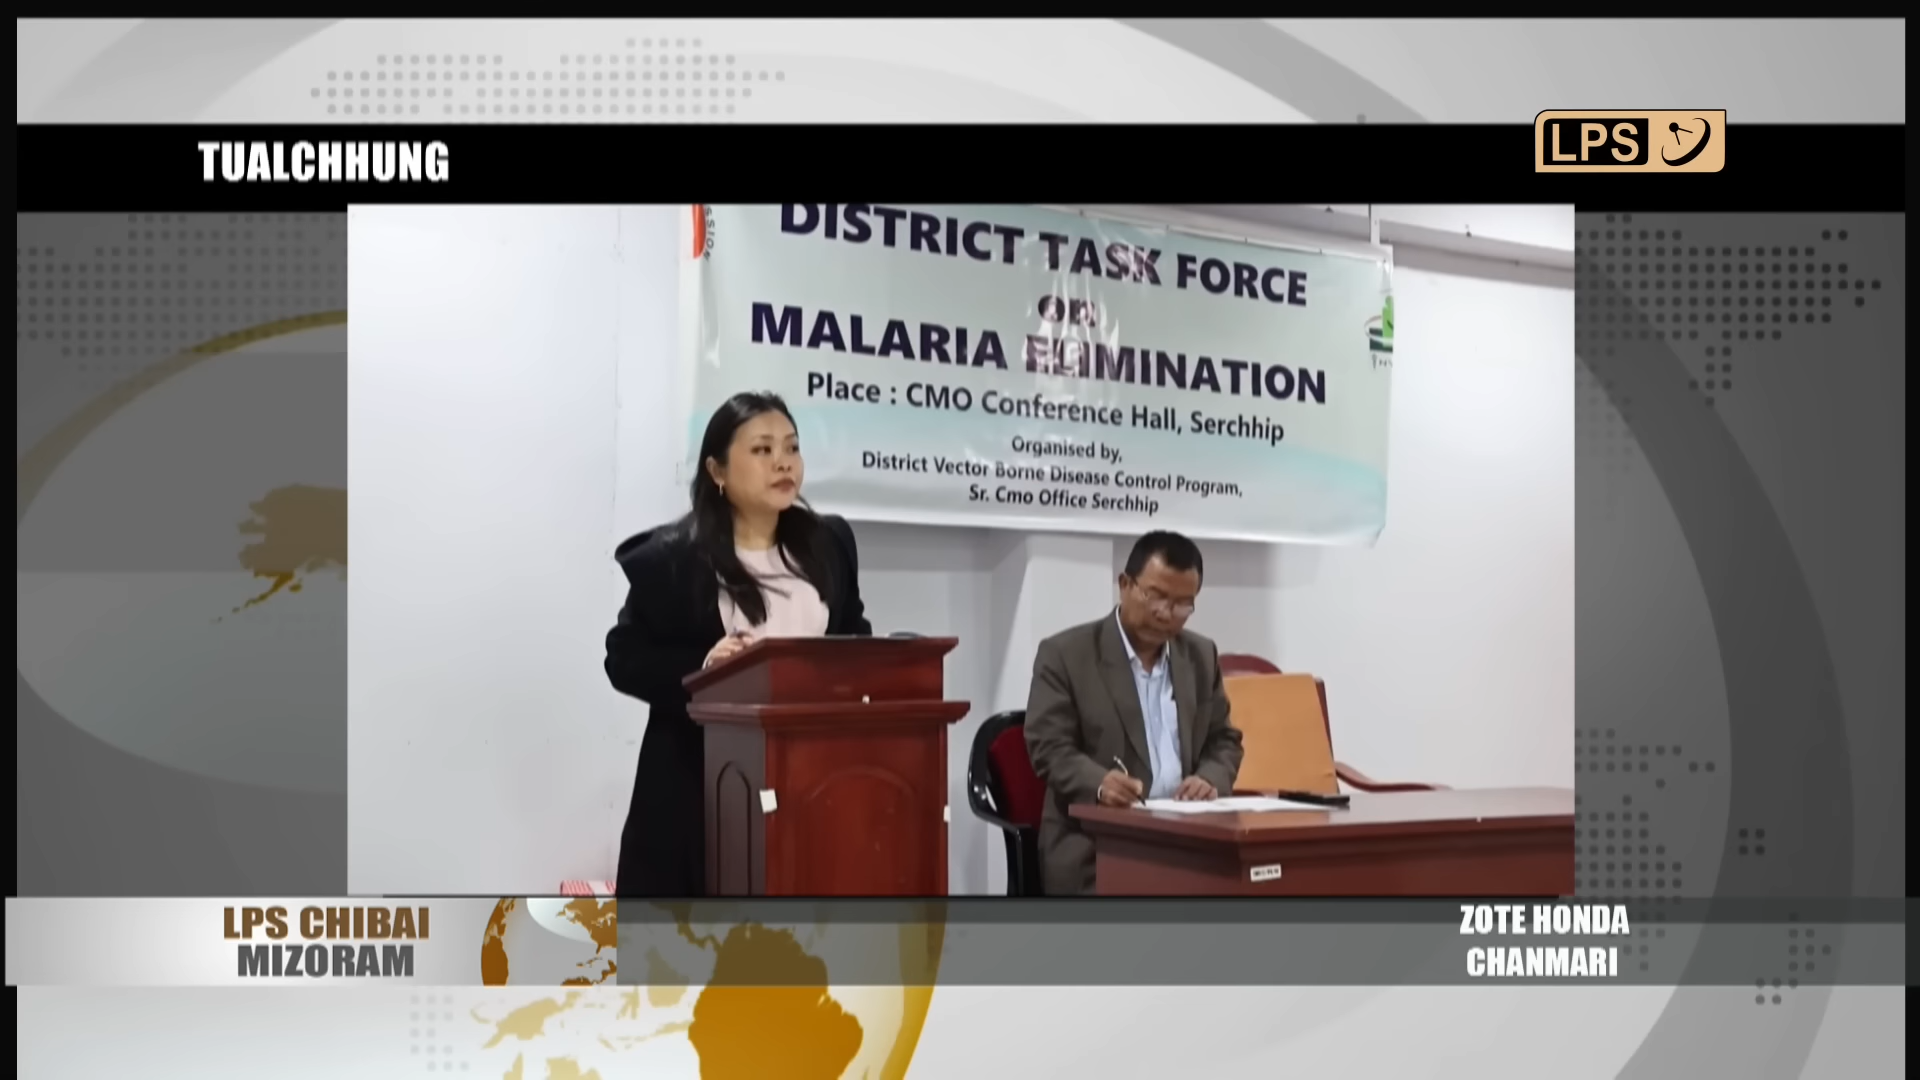 TUALCHHUNG
LPS
DISTRICT TASK FORCE
on
MALARIA ELIMINATION
Place : CMO Conference Hall, Serchhip
Organised by,
District Vector Borne Disease Control Program,
Sr. Cmo Office Serchhip
LPS CHIBAI
MIZORAM
ZOTE HONDA
CHANMARI